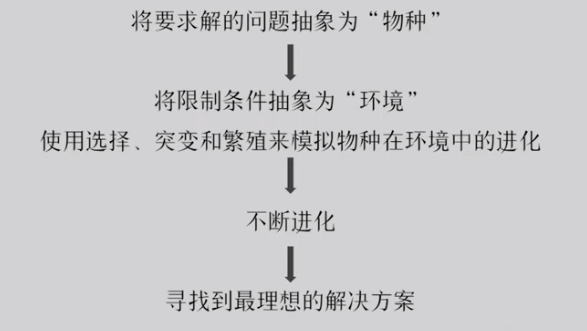 将要求解的问题抽象为“物种”
将限制条件抽象为“环境”
使用选择、突变和繁殖来模拟物种在环境中的进化
不断进化
寻找到最理想的解决方案